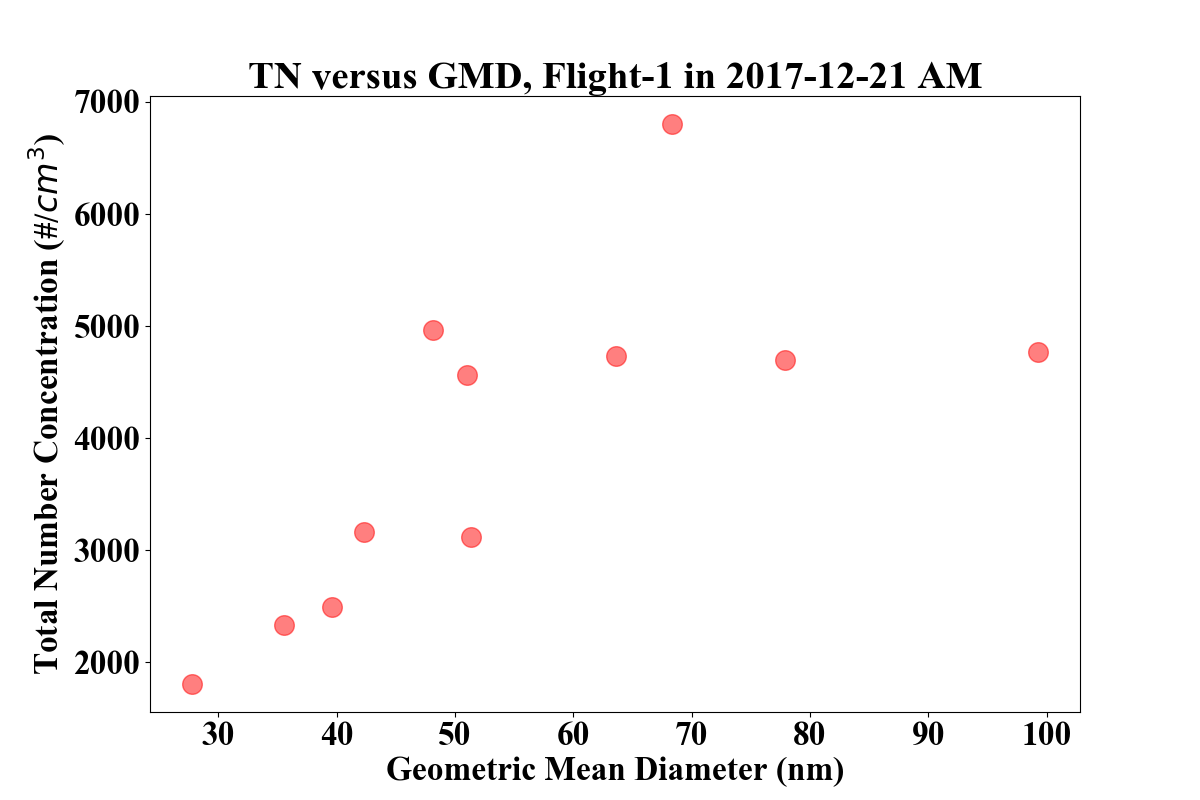 TN versus GMD, Flight-1 in 2017-12-21 AM
Total Number Concentration (#/cm³)
7000
6000
5000
4000
3000
2000
30 40 50 60 70 80 90 100
Geometric Mean Diameter (nm)